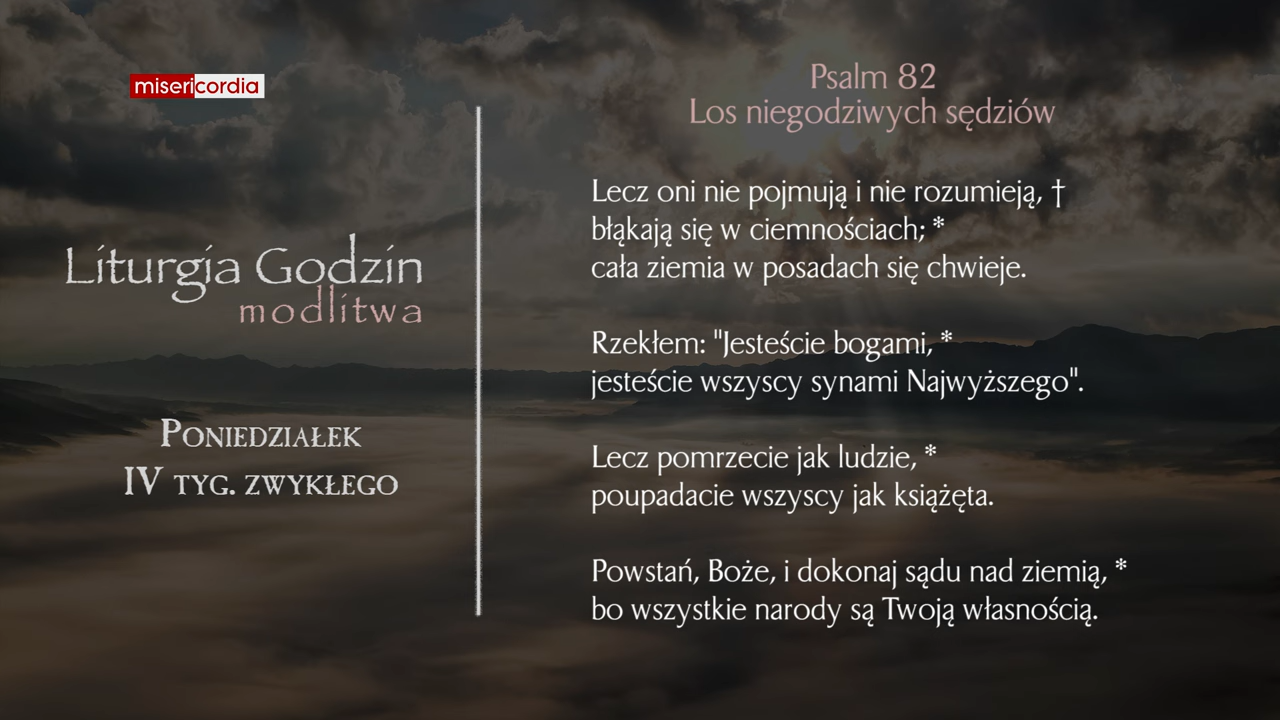 misericordia
Liturgia Godzin
modlitwa
Poniedziałek
IV tyg. zwykłego
Psalm 82
Los niegodziwych sędziów
Lecz oni nie pojmują i nie rozumieją, †
błąkają się w ciemnościach; *
cała ziemia w posadach się chwieje.
Rzekłem: "Jesteście bogami, *
jesteście wszyscy synami Najwyższego".
Lecz pomrzecie jak ludzie, *
poupadacie wszyscy jak książęta.
Powstań, Boże, i dokonaj sądu nad ziemią, *
bo wszystkie narody są Twoją własnością.